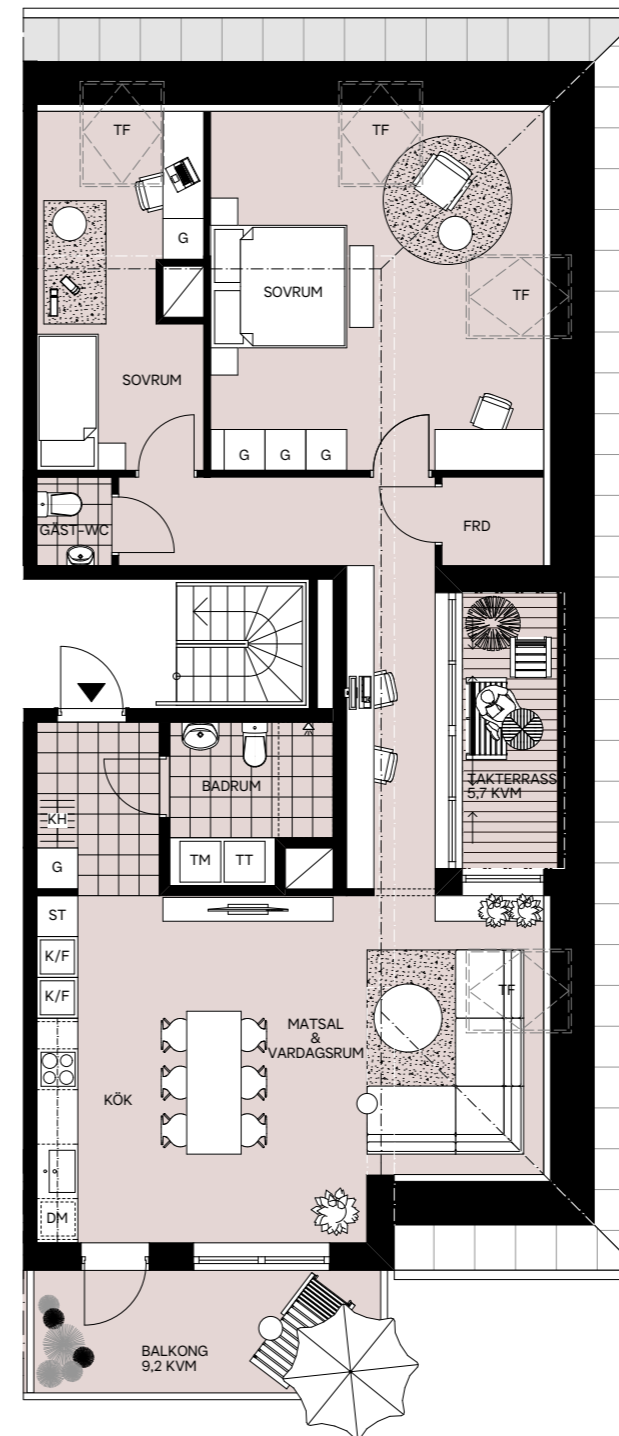 TF
TF
G
SOVRUM
TF
SOVRUM
G
G
G
GÄST-WC
FRD
TAKTERRASS
5,7 KVM
BADRUM
KH
G
TM
TT
ST
K/F
K/F
TF
MATSAL
&
VARDAGSRUM
KÖK
DM
BALKONG
9,2 KVM